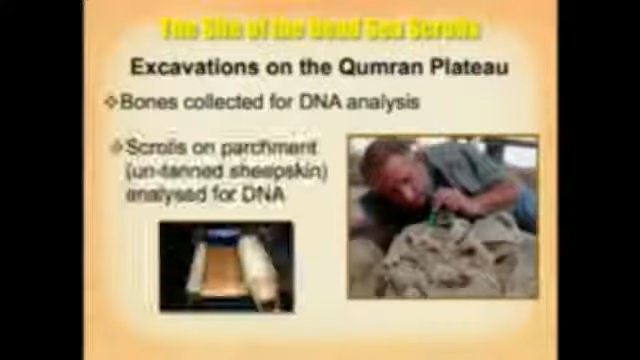 The Site of the Dead Sea Scrolls
Excavations on the Qumran Plateau
❖Bones collected for DNA analysis
❖Scrolls on parchment
(un-tanned sheepskin)
analysed for DNA